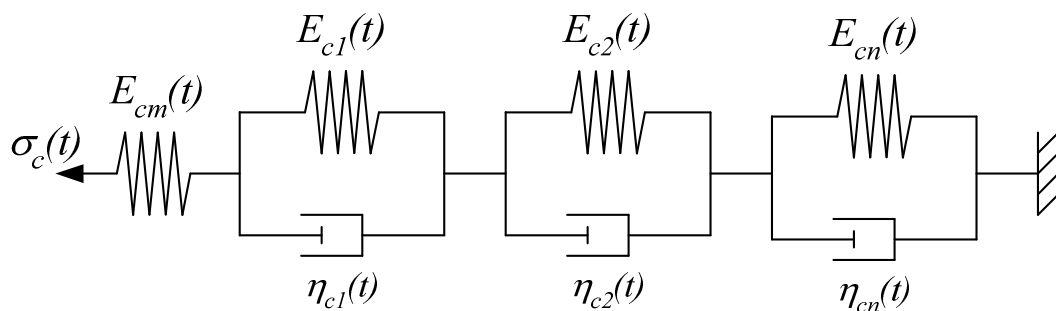 E_{c1}(t)
E_{c2}(t)
E_{cn}(t)
E_{cm}(t)
σ_c(t)
η_{c1}(t)
η_{c2}(t)
η_{cn}(t)